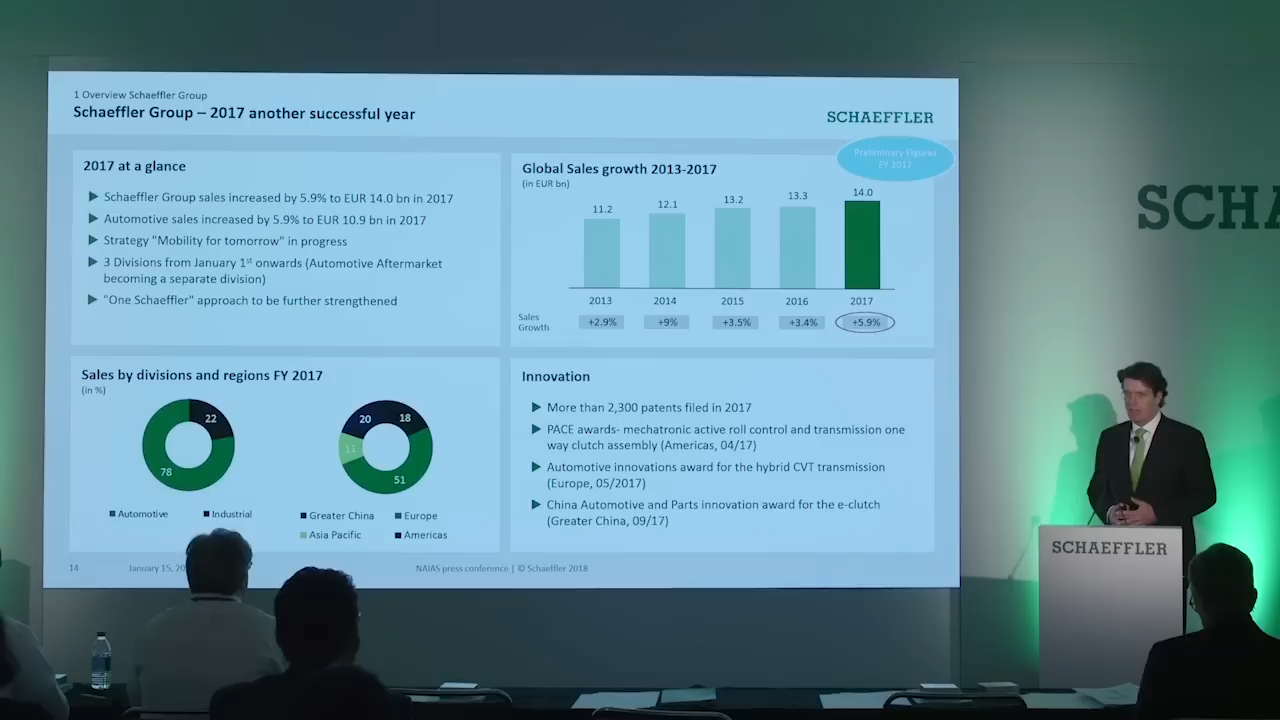 1 Overview Schaeffler Group
Schaeffler Group – 2017 another successful year
SCHAEFFLER
Preliminary Figures
FY 2017
2017 at a glance
Schaeffler Group sales increased by 5.9% to EUR 14.0 bn in 2017
Automotive sales increased by 5.9% to EUR 10.9 bn in 2017
Strategy "Mobility for tomorrow" in progress
3 Divisions from January 1st onwards (Automotive Aftermarket
becoming a separate division)
"One Schaeffler" approach to be further strengthened
Global Sales growth 2013-2017
(in EUR bn)
11.2 12.1 13.2 13.3 14.0
2013 2014 2015 2016 2017
Sales
Growth
+2.9% +9% +3.5% +3.4% +5.9%
Sales by divisions and regions FY 2017
(in %)
22
78
20 18
11
51
Automotive Industrial
Greater China Europe
Asia Pacific Americas
Innovation
More than 2,300 patents filed in 2017
PACE awards- mechatronic active roll control and transmission one
way clutch assembly (Americas, 04/17)
Automotive innovations award for the hybrid CVT transmission
(Europe, 05/2017)
China Automotive and Parts innovation award for the e-clutch
(Greater China, 09/17)
14 January 15, NAIAS press conference | © Schaeffler 2018
SCHA
SCHAEFFLER